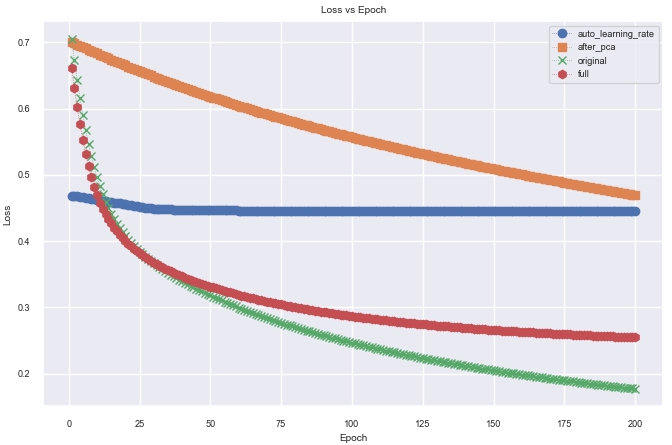 Loss vs Epoch
auto_learning_rate
after_pca
original
full
0.7
0.6
0.5
0.4
0.3
0.2
Loss
0 25 50 75 100 125 150 175 200
Epoch